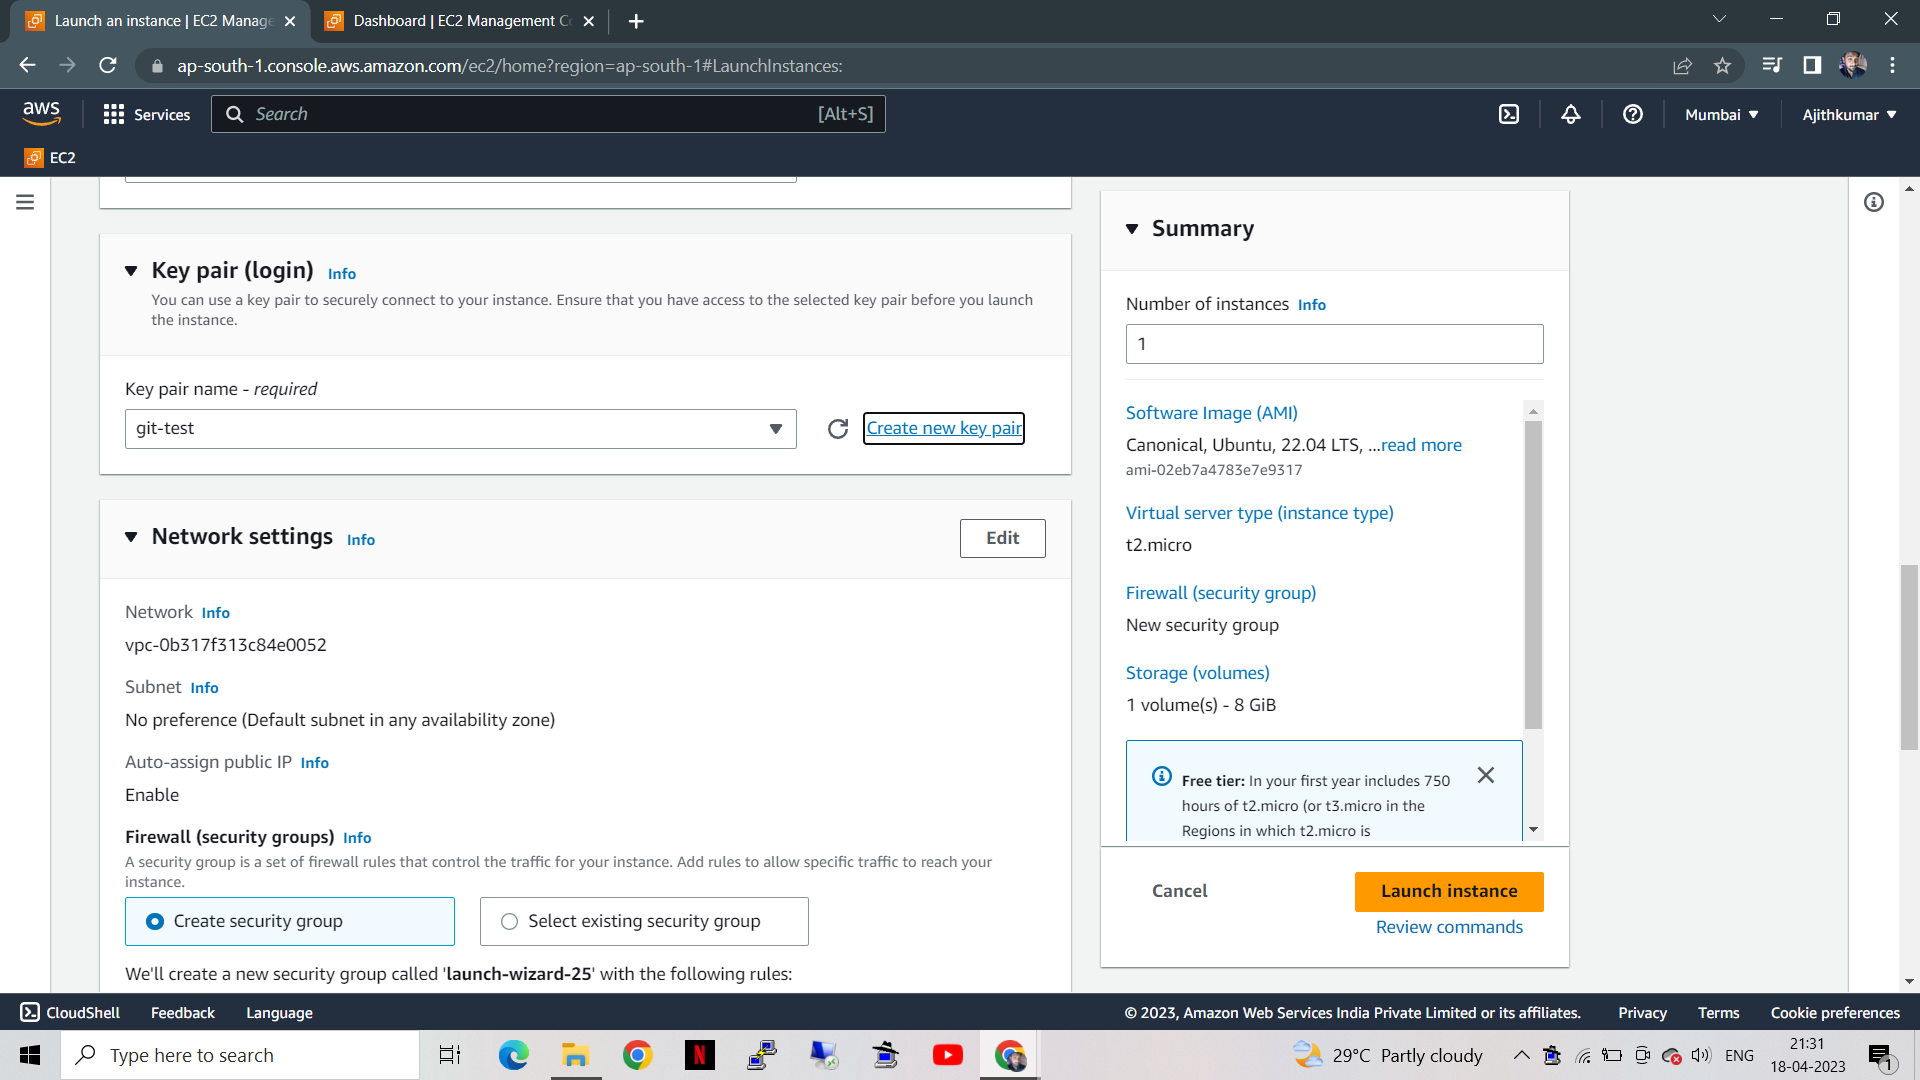 Launch an instance | EC2 Manage
Dashboard | EC2 Management Co
ap-south-1.console.aws.amazon.com/ec2/home?region=ap-south-1#LaunchInstances:
aws
Services
Search
[Alt+S]
Mumbai
Ajithkumar
EC2
Key pair (login) Info
You can use a key pair to securely connect to your instance. Ensure that you have access to the selected key pair before you launch
the instance.
Key pair name - required
git-test
Create new key pair
Network settings Info
Edit
Network Info
vpc-0b317f313c84e0052
Subnet Info
No preference (Default subnet in any availability zone)
Auto-assign public IP Info
Enable
Firewall (security groups) Info
A security group is a set of firewall rules that control the traffic for your instance. Add rules to allow specific traffic to reach your
instance.
Create security group
Select existing security group
We'll create a new security group called 'launch-wizard-25' with the following rules:
Summary
Number of instances Info
1
Software Image (AMI)
Canonical, Ubuntu, 22.04 LTS, ...read more
ami-02eb7a4783e7e9317
Virtual server type (instance type)
t2.micro
Firewall (security group)
New security group
Storage (volumes)
1 volume(s) - 8 GiB
Free tier: In your first year includes 750
hours of t2.micro (or t3.micro in the
Regions in which t2.micro is
Cancel
Launch instance
Review commands
CloudShell
Feedback
Language
© 2023, Amazon Web Services India Private Limited or its affiliates.
Privacy
Terms
Cookie preferences
Type here to search
N
29°C Partly cloudy
ENG
21:31
18-04-2023
1